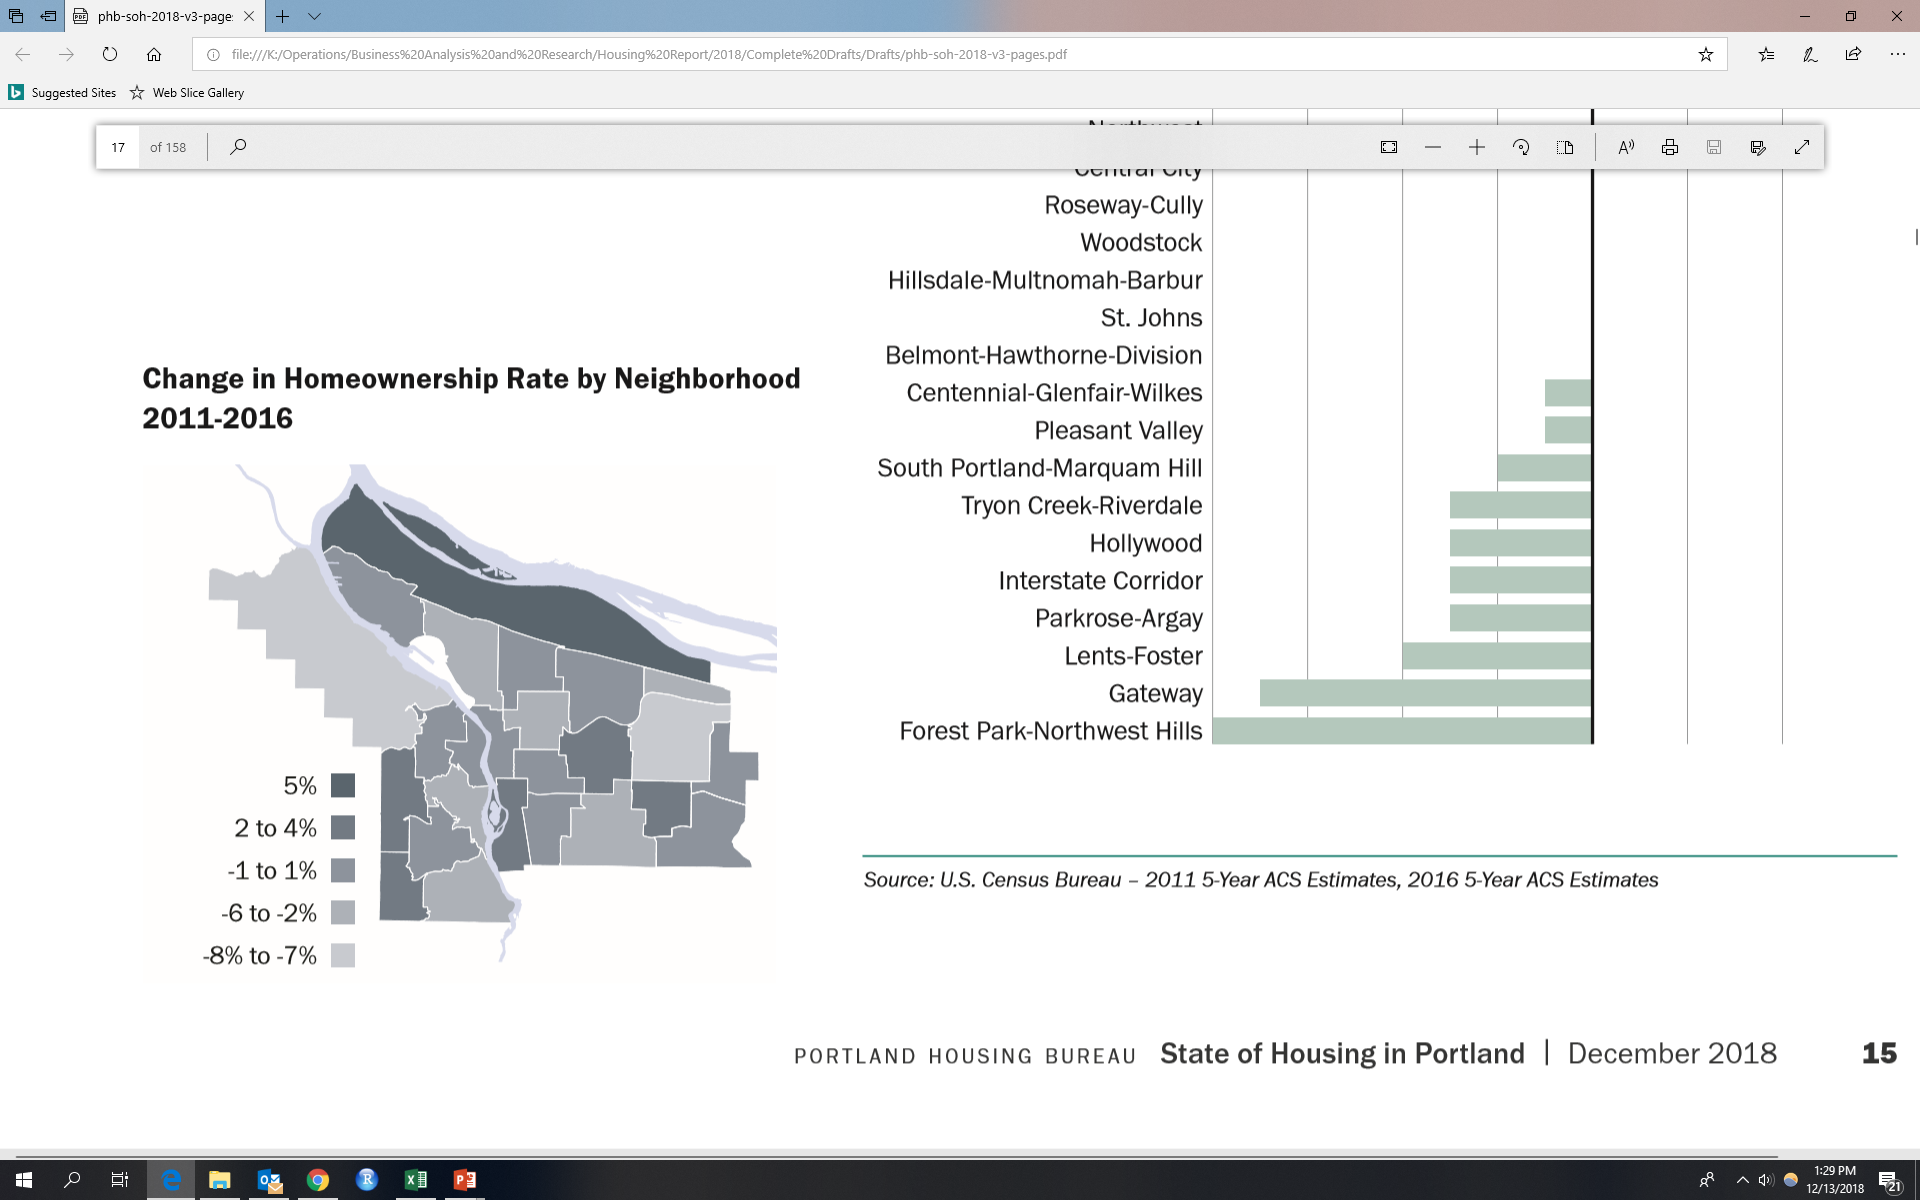 phb-soh-2018-v3-page
file:///K:/Operations/Business%20Analysis%20and%20Research/Housing%20Report/2018/Complete%20Drafts/Drafts/phb-soh-2018-v3-pages.pdf
Suggested Sites
Web Slice Gallery
17 of 158
Northwest
Central City
Roseway-Cully
Woodstock
Hillsdale-Multnomah-Barbur
St. Johns
Belmont-Hawthorne-Division
Centennial-Glenfair-Wilkes
Pleasant Valley
South Portland-Marquam Hill
Tryon Creek-Riverdale
Hollywood
Interstate Corridor
Parkrose-Argay
Lents-Foster
Gateway
Forest Park-Northwest Hills
Change in Homeownership Rate by Neighborhood
2011-2016
5%
2 to 4%
-1 to 1%
-6 to -2%
-8% to -7%
Source: U.S. Census Bureau – 2011 5-Year ACS Estimates, 2016 5-Year ACS Estimates
PORTLAND HOUSING BUREAU State of Housing in Portland | December 2018 15
1:29 PM
12/13/2018
21